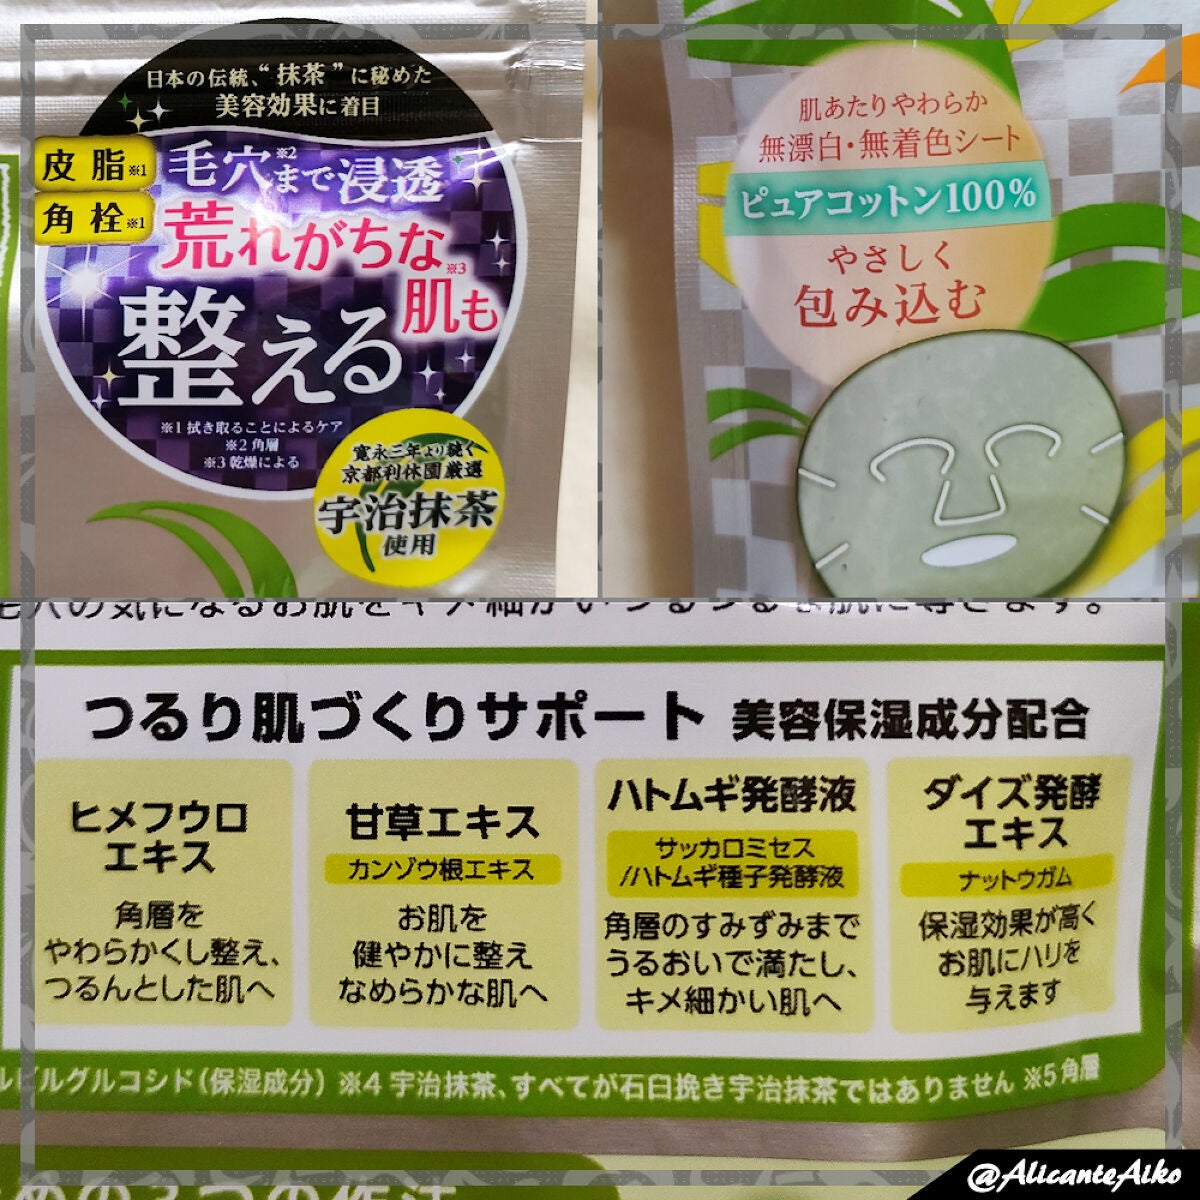 日本の伝統、“抹茶”に秘めた
美容効果に着目
皮脂※1
角栓※1
毛穴※2まで浸透
荒れがちな
肌※3も
整える
※1 拭き取ることによるケア
※2 角層
※3 乾燥による
寛永三年より続く
京都利休園厳選
宇治抹茶
使用
肌あたりやわらか
無漂白・無着色シート
ピュアコットン100%
やさしく
包み込む
つるり肌づくりサポート 美容保湿成分配合
ヒメフウロ
エキス
角層を
やわらかくし整え、
つるんとした肌へ
甘草エキス
カンゾウ根エキス
お肌を
健やかに整え
なめらかな肌へ
ハトムギ発酵液
サッカロミセス
/ハトムギ種子発酵液
角層のすみずみまで
うるおいで満たし、
キメ細かい肌へ
ダイズ発酵
エキス
ナットウガム
保湿効果が高く
お肌にハリを
与えます
ルビルグルコシド（保湿成分）※4 宇治抹茶、すべてが石臼挽き宇治抹茶ではありません ※5 角層
@AlicanteAiko